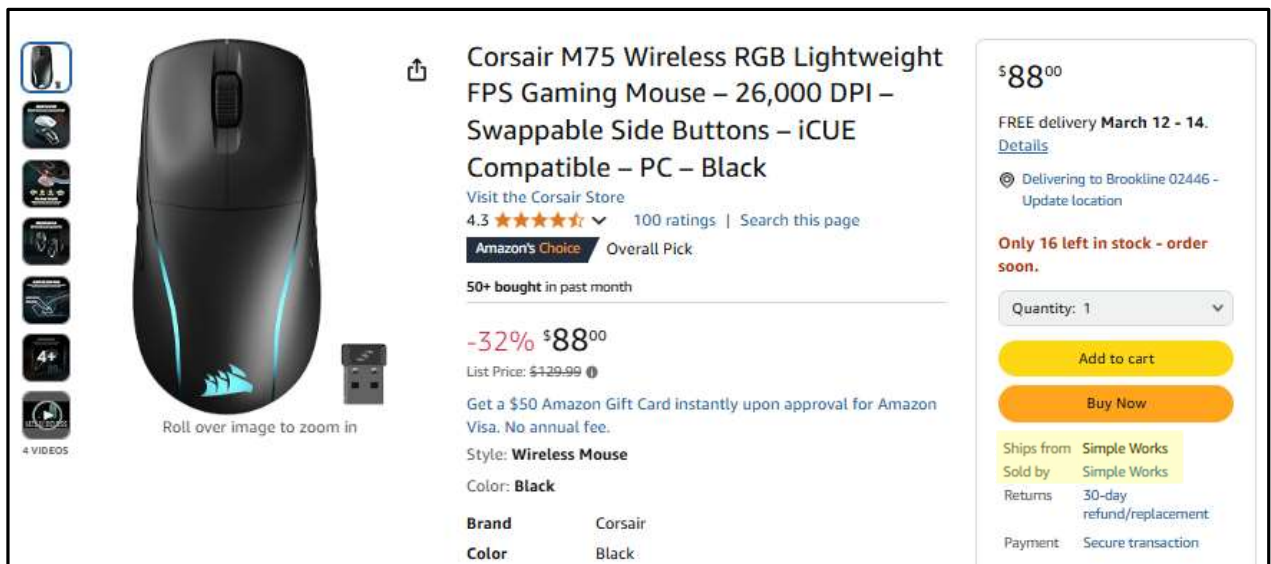 Corsair M75 Wireless RGB Lightweight
FPS Gaming Mouse – 26,000 DPI –
Swappable Side Buttons – iCUE
Compatible – PC – Black
Visit the Corsair Store
4.3 100 ratings | Search this page
Amazon's Choice Overall Pick
50+ bought in past month
-32% $8800
List Price: $129.99
Get a $50 Amazon Gift Card instantly upon approval for Amazon
Visa. No annual fee.
Style: Wireless Mouse
Color: Black
Brand Corsair
Color Black
4+
4 VIDEOS
Roll over image to zoom in
$8800
FREE delivery March 12 - 14.
Details
Delivering to Brookline 02446 -
Update location
Only 16 left in stock - order
soon.
Quantity: 1
Add to cart
Buy Now
Ships from Simple Works
Sold by Simple Works
Returns 30-day
refund/replacement
Payment Secure transaction